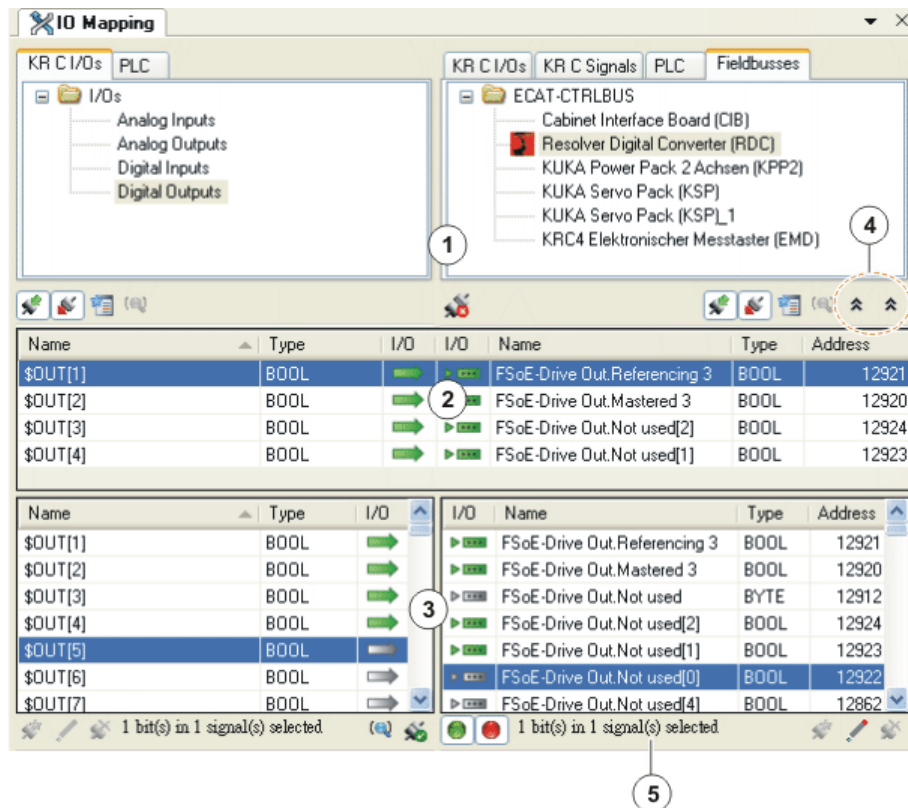 IO Mapping
KR C I/Os PLC
KR C I/Os KR C Signals PLC Fieldbusses
I/Os
Analog Inputs
Analog Outputs
Digital Inputs
Digital Outputs
ECAT-CTRLBUS
Cabinet Interface Board (CIB)
Resolver Digital Converter (RDC)
KUKA Power Pack 2 Achsen (KPP2)
KUKA Servo Pack (KSP)
KUKA Servo Pack (KSP)_1
KRC4 Elektronischer Messtaster (EMD)
1
4
Name Type I/O I/O Name Type Address
$OUT[1] BOOL FSoE-Drive Out.Referencing 3 BOOL 12921
$OUT[2] BOOL 2 FSoE-Drive Out.Mastered 3 BOOL 12920
$OUT[3] BOOL FSoE-Drive Out.Not used[2] BOOL 12924
$OUT[4] BOOL FSoE-Drive Out.Not used[1] BOOL 12923
Name Type I/O
$OUT[1] BOOL
$OUT[2] BOOL
$OUT[3] BOOL
$OUT[4] BOOL
$OUT[5] BOOL
$OUT[6] BOOL
$OUT[7] BOOL
1 bit(s) in 1 signal(s) selected
3
I/O Name Type Address
FSoE-Drive Out.Referencing 3 BOOL 12921
FSoE-Drive Out.Mastered 3 BOOL 12920
FSoE-Drive Out.Not used BYTE 12912
FSoE-Drive Out.Not used[2] BOOL 12924
FSoE-Drive Out.Not used[1] BOOL 12923
FSoE-Drive Out.Not used[0] BOOL 12922
FSoE-Drive Out.Not used[4] BOOL 12862
1 bit(s) in 1 signal(s) selected
5